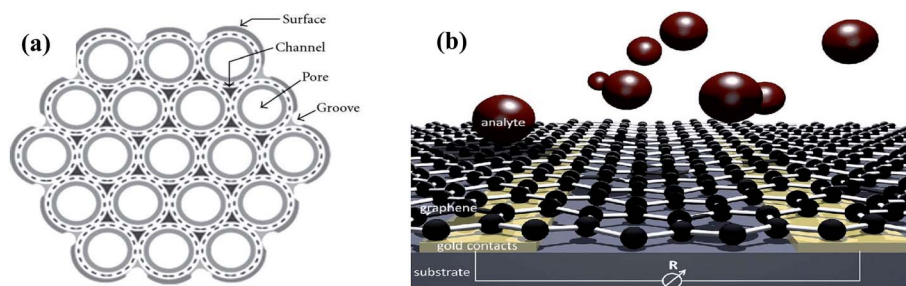 (a)
Surface
Channel
Pore
Groove
(b)
analyte
graphene
gold contacts
substrate
R